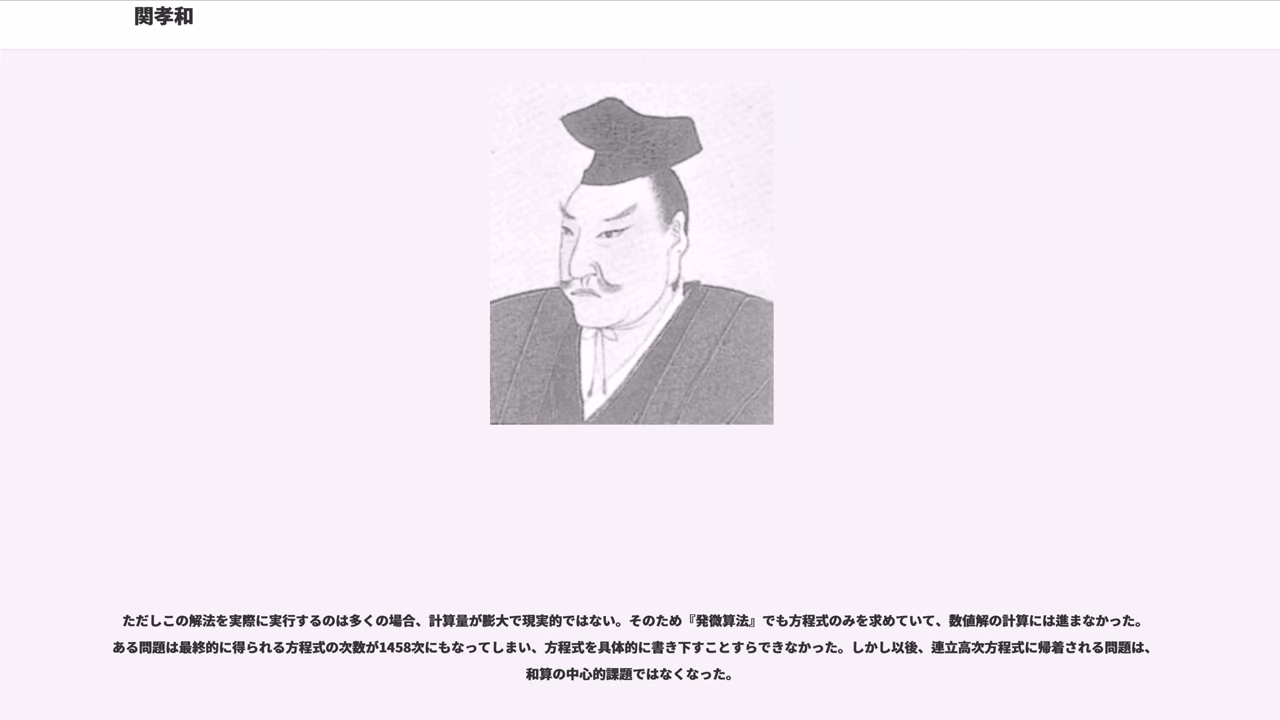 関孝和
ただしこの解法を実際に実行するのは多くの場合、計算量が膨大で現実的ではない。そのため『発微算法』でも方程式のみを求めていて、数値解の計算には進まなかった。
ある問題は最終的に得られる方程式の次数が1458次にもなってしまい、方程式を具体的に書き下すことすらできなかった。しかし以後、連立高次方程式に帰着される問題は、
和算の中心的課題ではなくなった。